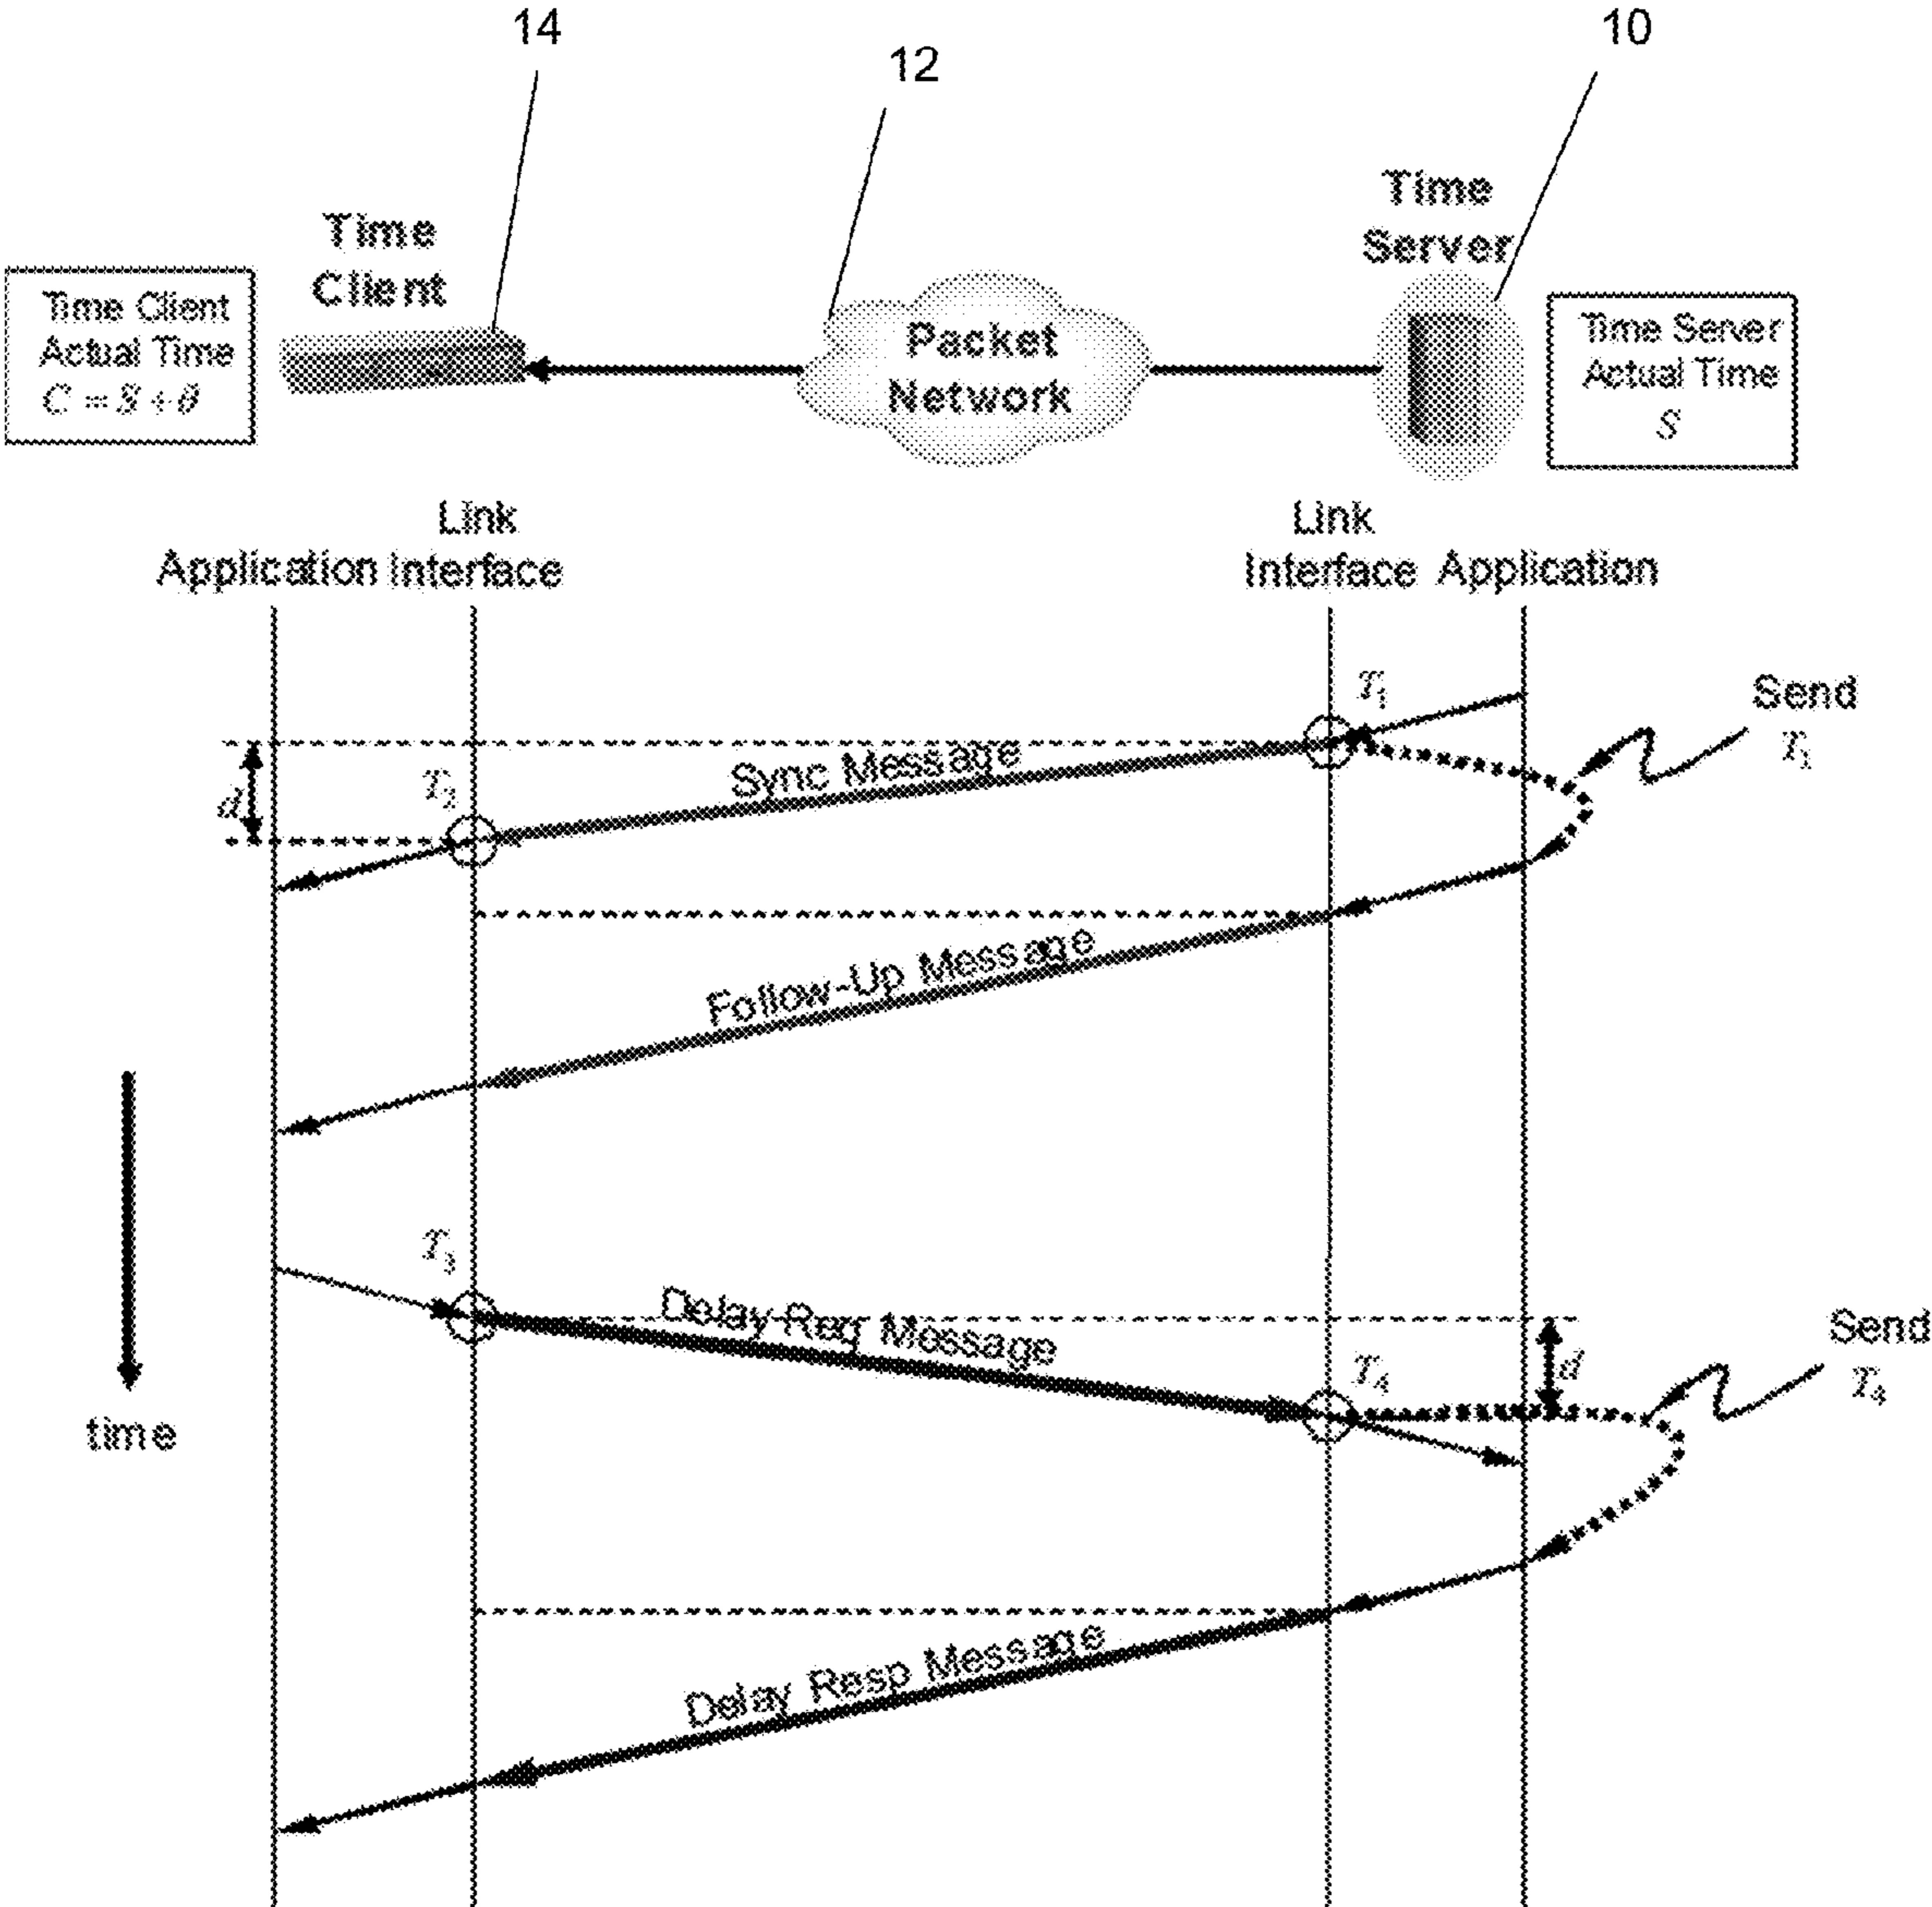 14
12
10
Time
Client
Time
Server
Time Client
Actual Time
C = S + θ
Packet
Network
Time Server
Actual Time
S
Link
Application Interface
Link
Interface Application
T₁
Send
T₁
Sync Message
T₂
d
Follow-Up Message
T₃
Delay Req Message
Send
T₄
T₄
d
time
Delay Resp Message